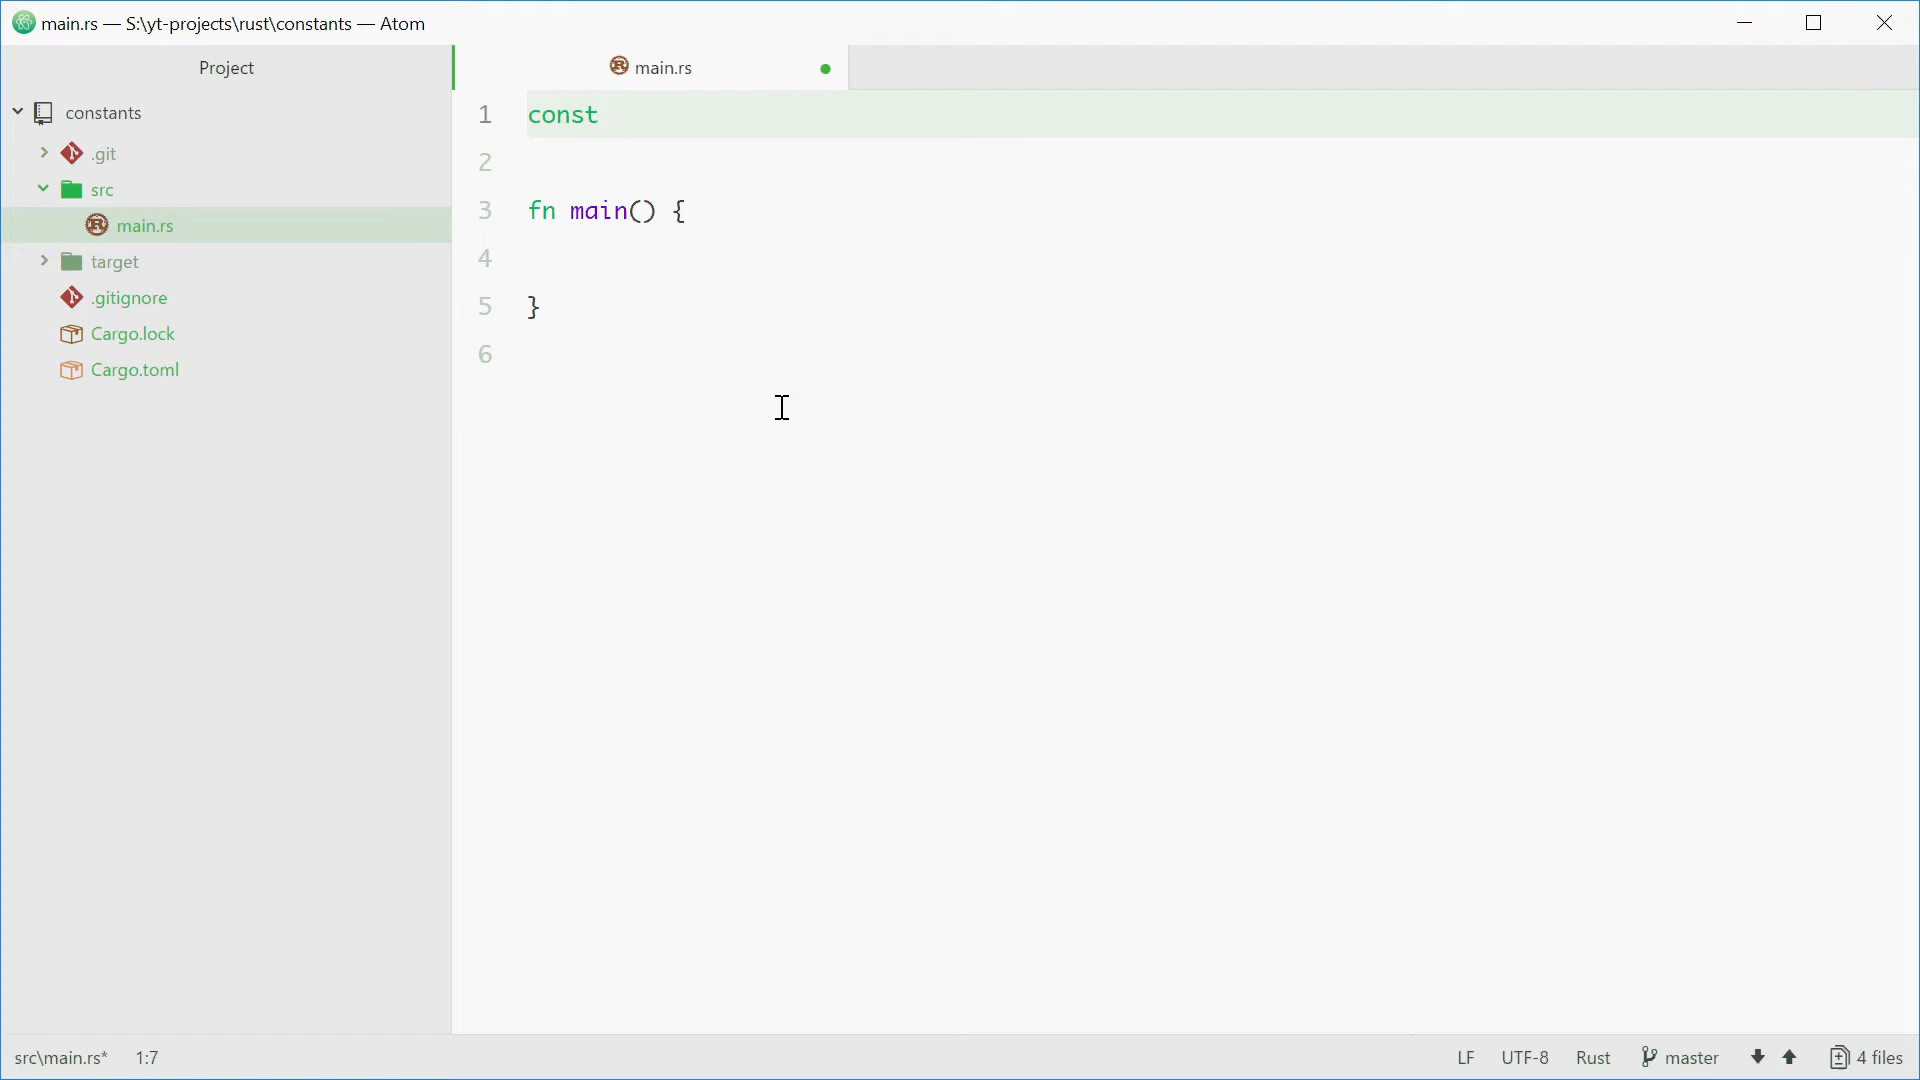 main.rs — S:\yt-projects\rust\constants — Atom
Project
main.rs
constants
.git
src
main.rs
target
.gitignore
Cargo.lock
Cargo.toml
1 const
2
3 fn main() {
4
5 }
6
src\main.rs* 1:7
LF UTF-8 Rust master 4 files